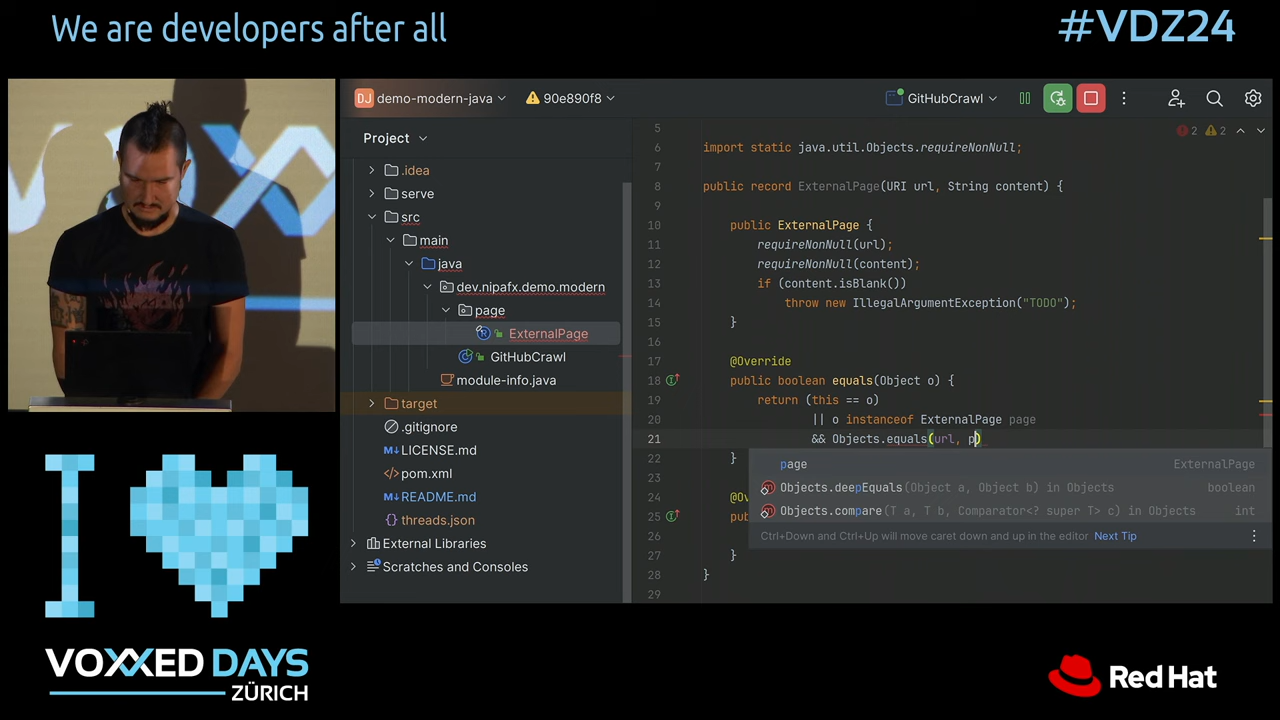 We are developers after all
#VDZ24
DJ demo-modern-java
90e890f8
GitHubCrawl
Project
.idea
serve
src
main
java
dev.nipafx.demo.modern
page
ExternalPage
GitHubCrawl
module-info.java
target
.gitignore
M↓ LICENSE.md
pom.xml
M↓ README.md
threads.json
External Libraries
Scratches and Consoles
2 2
5
6 import static java.util.Objects.requireNonNull;
7
8 public record ExternalPage(URI url, String content) {
9
10 public ExternalPage {
11 requireNonNull(url);
12 requireNonNull(content);
13 if (content.isBlank())
14 throw new IllegalArgumentException("TODO");
15 }
16
17 @Override
18 public boolean equals(Object o) {
19 return (this == o)
20 || o instanceof ExternalPage page
21 && Objects.equals(url, p)
22 }
23
24 @Ov
25 pu
26
27 }
28 }
29
page ExternalPage
Objects.deepEquals(Object a, Object b) in Objects boolean
Objects.compare(T a, T b, Comparator<? super T> c) in Objects int
Ctrl+Down and Ctrl+Up will move caret down and up in the editor Next Tip
I
VOXXED DAYS
ZÜRICH
Red Hat